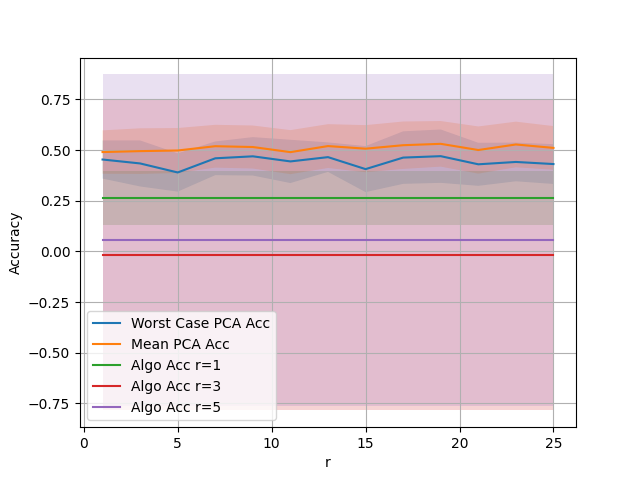 Accuracy
0.75
0.50
0.25
0.00
−0.25
−0.50
−0.75
Worst Case PCA Acc
Mean PCA Acc
Algo Acc r=1
Algo Acc r=3
Algo Acc r=5
0 5 10 15 20 25
r